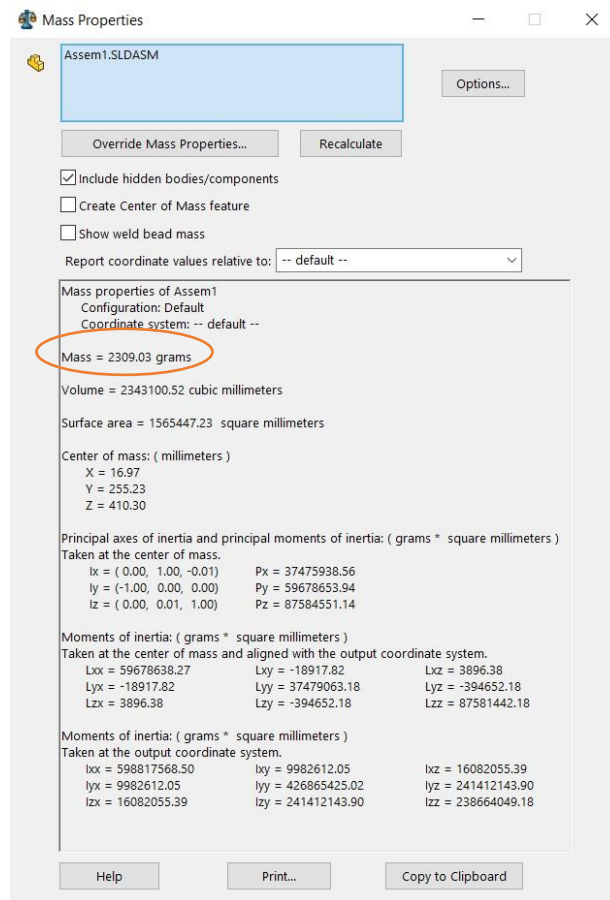 Mass Properties
Assem1.SLDASM
Options...
Override Mass Properties...
Recalculate
Include hidden bodies/components
Create Center of Mass feature
Show weld bead mass
Report coordinate values relative to: -- default --
Mass properties of Assem1
Configuration: Default
Coordinate system: -- default --
Mass = 2309.03 grams
Volume = 2343100.52 cubic millimeters
Surface area = 1565447.23 square millimeters
Center of mass: ( millimeters )
X = 16.97
Y = 255.23
Z = 410.30
Principal axes of inertia and principal moments of inertia: ( grams * square millimeters )
Taken at the center of mass.
Ix = ( 0.00, 1.00, -0.01) Px = 37475938.56
Iy = (-1.00, 0.00, 0.00) Py = 59678653.94
Iz = ( 0.00, 0.01, 1.00) Pz = 87584551.14
Moments of inertia: ( grams * square millimeters )
Taken at the center of mass and aligned with the output coordinate system.
Lxx = 59678638.27 Lxy = -18917.82 Lxz = 3896.38
Lyx = -18917.82 Lyy = 37479063.18 Lyz = -394652.18
Lzx = 3896.38 Lzy = -394652.18 Lzz = 87581442.18
Moments of inertia: ( grams * square millimeters )
Taken at the output coordinate system.
Ixx = 598817568.50 Ixy = 9982612.05 Ixz = 16082055.39
Iyx = 9982612.05 Iyy = 426865425.02 Iyz = 241412143.90
Izx = 16082055.39 Izy = 241412143.90 Izz = 238664049.18
Help
Print...
Copy to Clipboard